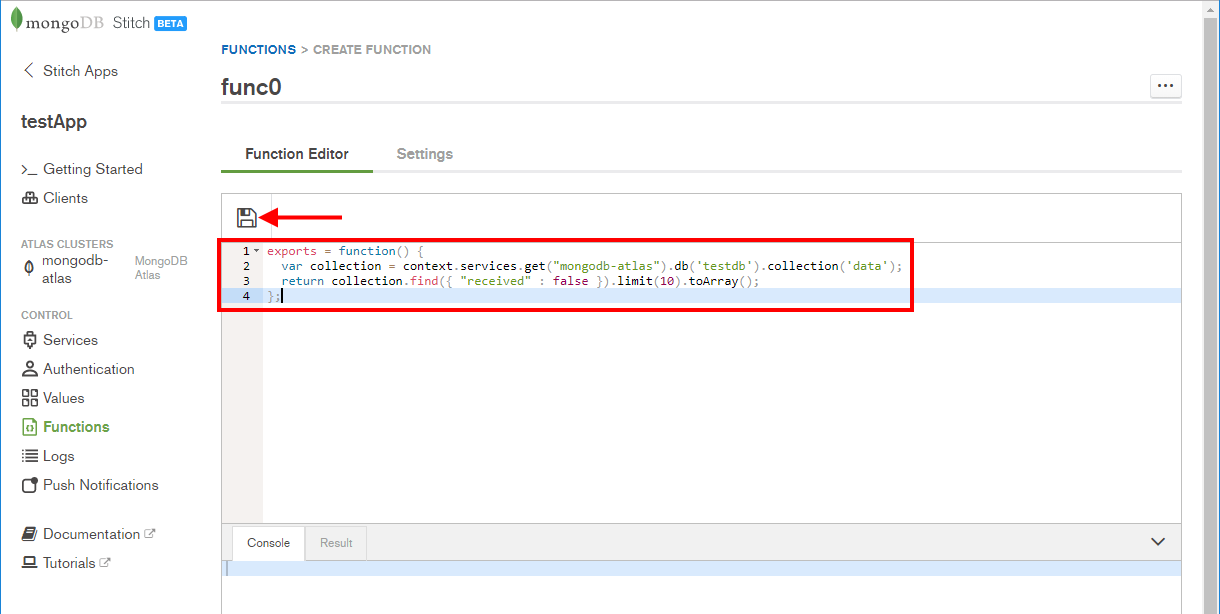 mongoDB Stitch BETA
Stitch Apps
testApp
>_ Getting Started
Clients
ATLAS CLUSTERS
mongodb-atlas MongoDB Atlas
CONTROL
Services
Authentication
Values
Functions
Logs
Push Notifications
Documentation
Tutorials
FUNCTIONS > CREATE FUNCTION
func0
...
Function Editor Settings
1 exports = function() {
2 var collection = context.services.get("mongodb-atlas").db('testdb').collection('data');
3 return collection.find({ "received" : false }).limit(10).toArray();
4 };
Console Result